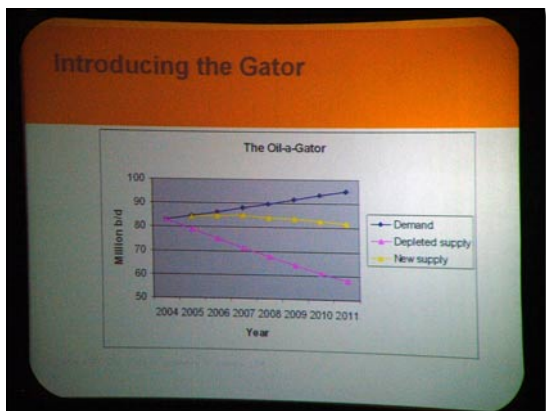 Introducing the Gator
The Oil-a-Gator
Million b/d
100
90
80
70
60
50
2004 2005 2006 2007 2008 2009 2010 2011
Year
Demand
Depleted supply
New supply